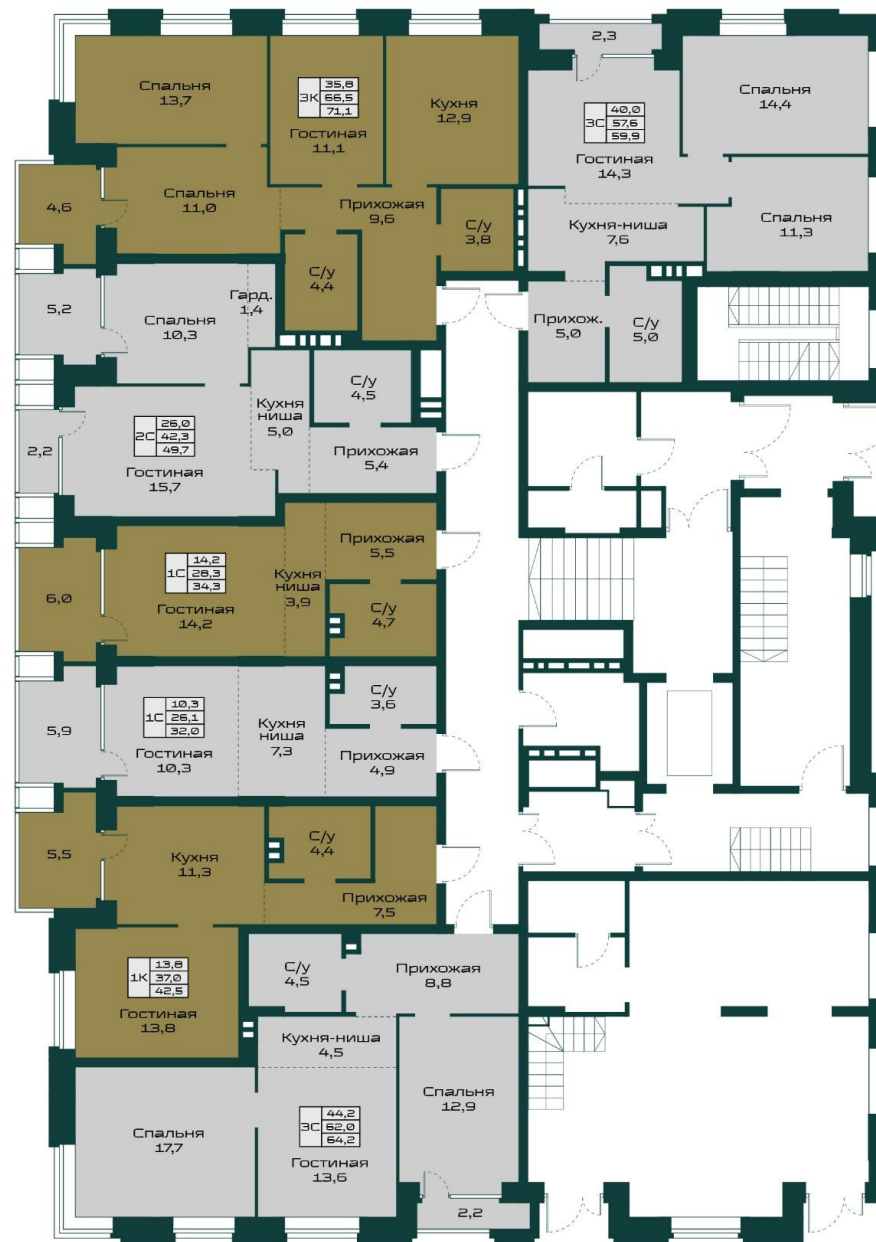 Спальня
13,7
3К
35,8
66,5
71,1
Гостиная
11,1
Кухня
12,9
2,3
3С
40,0
57,6
59,9
Гостиная
14,3
Спальня
14,4
4,6
Спальня
11,0
Прихожая
9,6
С/у
3,8
С/у
4,4
Кухня-ниша
7,6
Спальня
11,3
Прихож.
5,0
С/у
5,0
5,2
Спальня
10,3
Гард.
1,4
2,2
2С
26,0
42,3
49,7
Гостиная
15,7
Кухня
ниша
5,0
С/у
4,5
Прихожая
5,4
6,0
1С
14,2
28,3
34,3
Гостиная
14,2
Кухня
ниша
3,9
Прихожая
5,5
С/у
4,7
5,9
1С
10,3
26,1
32,0
Гостиная
10,3
Кухня
ниша
7,3
С/у
3,6
Прихожая
4,9
5,5
Кухня
11,3
С/у
4,4
Прихожая
7,5
1К
13,8
37,0
42,5
Гостиная
13,8
С/у
4,5
Прихожая
8,8
Кухня-ниша
4,5
Спальня
12,9
Спальня
17,7
3С
44,2
62,0
64,2
Гостиная
13,6
2,2